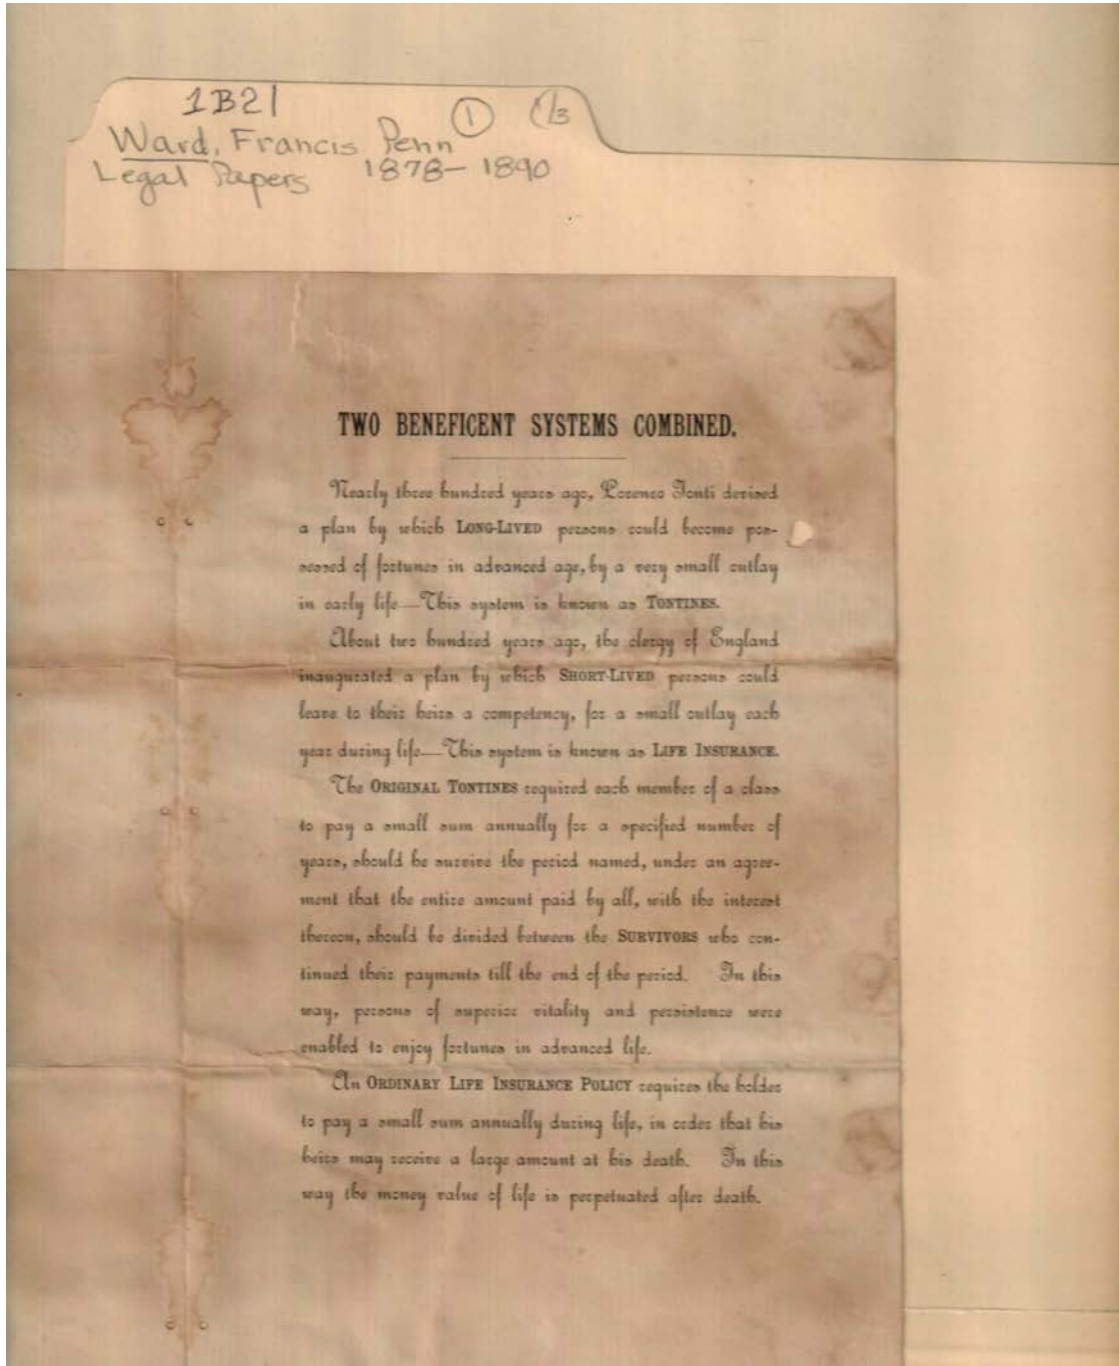 1B21
① 1/3
Ward, Francis Penn
Legal Papers 1878-1890
TWO BENEFICENT SYSTEMS COMBINED.
Nearly three hundred years ago, Lorenzo Tonti devised
a plan by which LONG-LIVED persons could become pos-
sessed of fortunes in advanced age, by a very small outlay
in early life—This system is known as TONTINES.
About two hundred years ago, the clergy of England
inaugurated a plan by which SHORT-LIVED persons could
leave to their heirs a competency, for a small outlay each
year during life—This system is known as LIFE INSURANCE.
The ORIGINAL TONTINES required each member of a class
to pay a small sum annually for a specified number of
years, should he survive the period named, under an agree-
ment that the entire amount paid by all, with the interest
thereon, should be divided between the SURVIVORS who con-
tinued their payments till the end of the period. In this
way, persons of superior vitality and persistence were
enabled to enjoy fortunes in advanced life.
An ORDINARY LIFE INSURANCE POLICY requires the holder
to pay a small sum annually during life, in order that his
heirs may receive a large amount at his death. In this
way the money value of life is perpetuated after death.